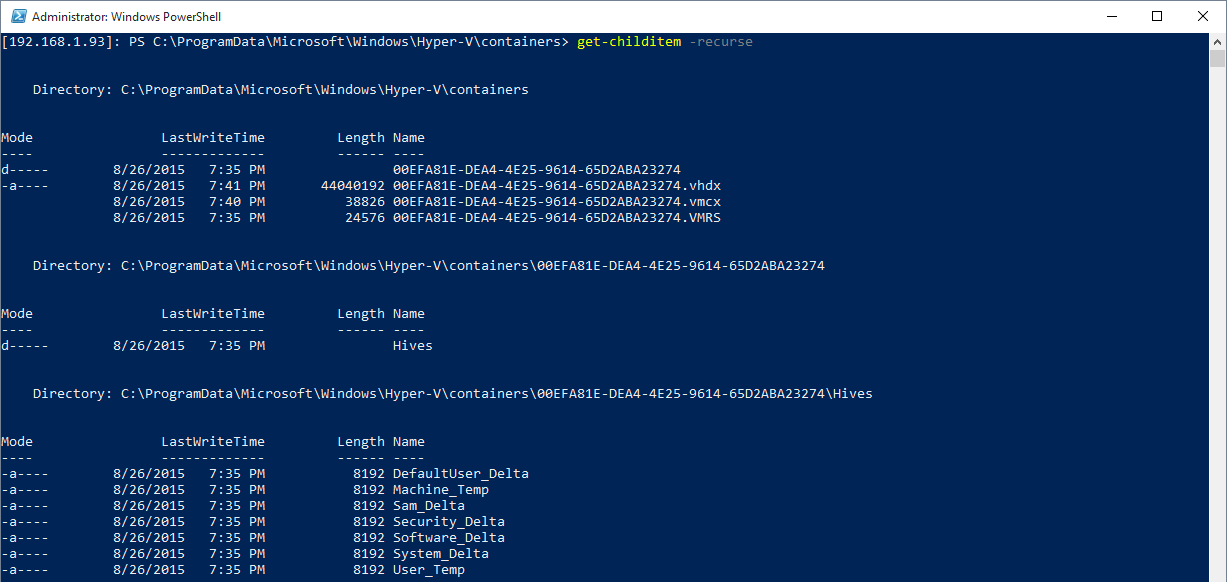 Administrator: Windows PowerShell
[192.168.1.93]: PS C:\ProgramData\Microsoft\Windows\Hyper-V\containers> get-childitem -recurse
Directory: C:\ProgramData\Microsoft\Windows\Hyper-V\containers
Mode LastWriteTime Length Name
---- ------------- ------ ----
d----- 8/26/2015 7:35 PM 00EFA81E-DEA4-4E25-9614-65D2ABA23274
-a---- 8/26/2015 7:41 PM 44040192 00EFA81E-DEA4-4E25-9614-65D2ABA23274.vhdx
8/26/2015 7:40 PM 38826 00EFA81E-DEA4-4E25-9614-65D2ABA23274.vmcx
8/26/2015 7:35 PM 24576 00EFA81E-DEA4-4E25-9614-65D2ABA23274.VMRS
Directory: C:\ProgramData\Microsoft\Windows\Hyper-V\containers\00EFA81E-DEA4-4E25-9614-65D2ABA23274
Mode LastWriteTime Length Name
---- ------------- ------ ----
d----- 8/26/2015 7:35 PM Hives
Directory: C:\ProgramData\Microsoft\Windows\Hyper-V\containers\00EFA81E-DEA4-4E25-9614-65D2ABA23274\Hives
Mode LastWriteTime Length Name
---- ------------- ------ ----
-a---- 8/26/2015 7:35 PM 8192 DefaultUser_Delta
-a---- 8/26/2015 7:35 PM 8192 Machine_Temp
-a---- 8/26/2015 7:35 PM 8192 Sam_Delta
-a---- 8/26/2015 7:35 PM 8192 Security_Delta
-a---- 8/26/2015 7:35 PM 8192 Software_Delta
-a---- 8/26/2015 7:35 PM 8192 System_Delta
-a---- 8/26/2015 7:35 PM 8192 User_Temp